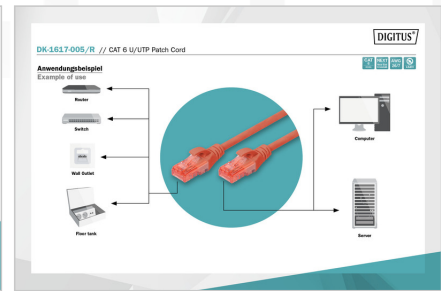 DIGITUS®
DK-1617-005/R // CAT 6 U/UTP Patch Cord
Anwendungsbeispiel
Example of use
Router
Switch
Wall Outlet
Floor tank
Computer
Server